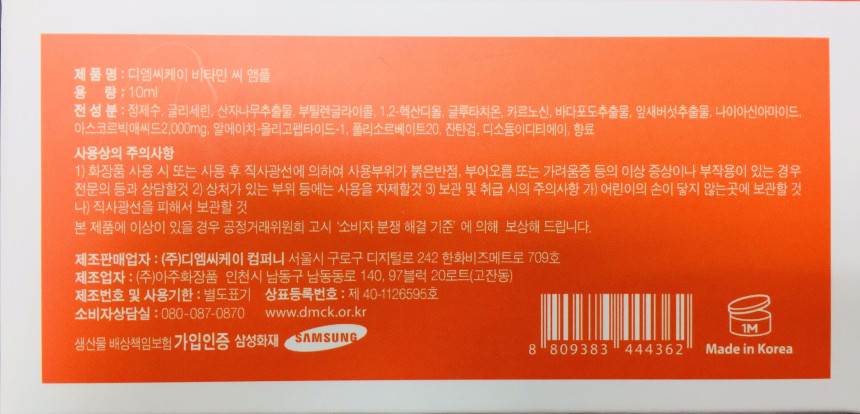 제 품 명 : 디엠씨케이 비타민 씨 앰플
용 량 : 10ml
전 성 분 : 정제수, 글리세린, 산자나무추출물, 부틸렌글라이콜, 1,2-헥산디올, 글루타치온, 카르노신, 바다포도추출물, 잎새버섯추출물, 나이아신아마이드,
아스코르빅애씨드2,000mg, 알에이치-올리고펩타이드-1, 폴리소르베이트20, 잔탄검, 디소듐이디티에이, 향료
사용상의 주의사항
1) 화장품 사용 시 또는 사용 후 직사광선에 의하여 사용부위가 붉은반점, 부어오름 또는 가려움증 등의 이상 증상이나 부작용이 있는 경우
전문의 등과 상담할것 2) 상처가 있는 부위 등에는 사용을 자제할것 3) 보관 및 취급 시의 주의사항 가) 어린이의 손이 닿지 않는곳에 보관할 것
나) 직사광선을 피해서 보관할 것
본 제품에 이상이 있을 경우 공정거래위원회 고시 '소비자 분쟁 해결 기준' 에 의해 보상해 드립니다.
제조판매업자 : (주)디엠씨케이 컴퍼니 서울시 구로구 디지털로 242 한화비즈메트로 709호
제조업자 : (주)아주화장품 인천시 남동구 남동동로 140, 97블럭 20로트(고잔동)
제조번호 및 사용기한 : 별도표기 상표등록번호 : 제 40-1126595호
소비자상담실 : 080-087-0870 www.dmck.or.kr
생산물 배상책임보험 가입인증 삼성화재 SAMSUNG
8 809383 444362
1M
Made in Korea